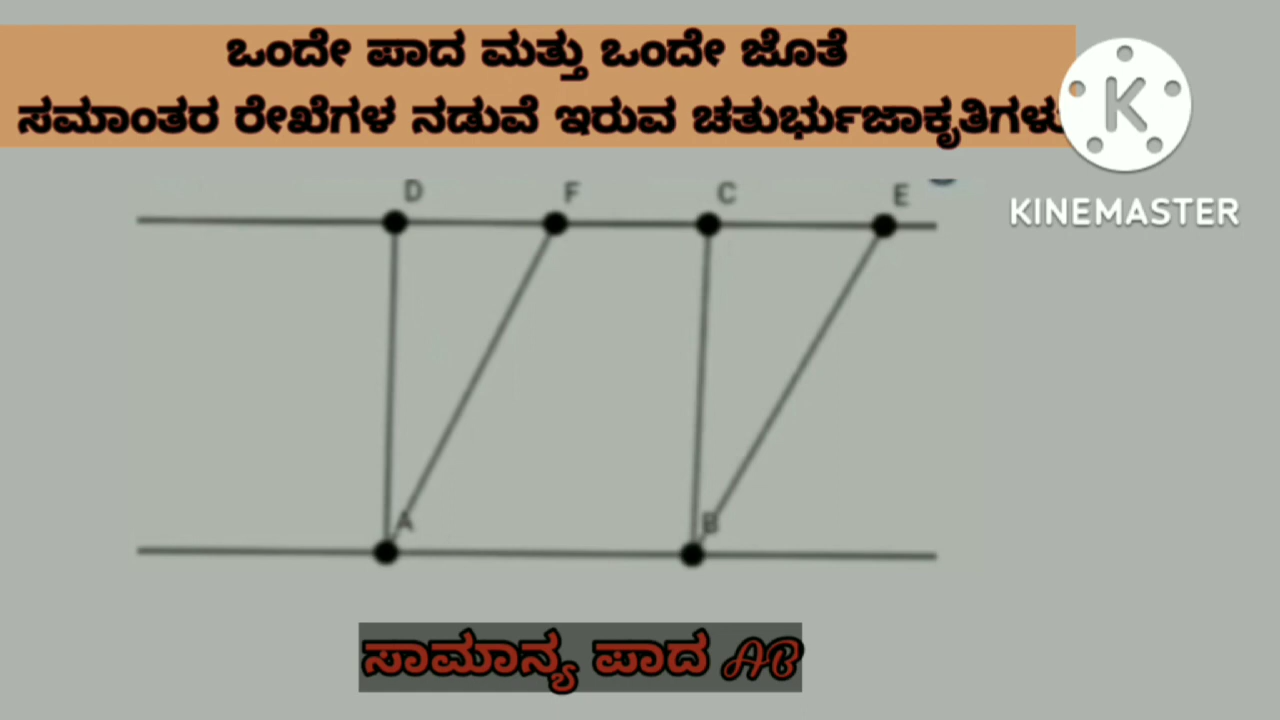 ಒಂದೇ ಪಾದ ಮತ್ತು ಒಂದೇ ಜೊತೆ
ಸಮಾಂತರ ರೇಖೆಗಳ ನಡುವೆ ಇರುವ ಚತುರ್ಭುಜಾಕೃತಿಗಳು
K
KINEMASTER
D F C E
A B
ಸಾಮಾನ್ಯ ಪಾದ AB